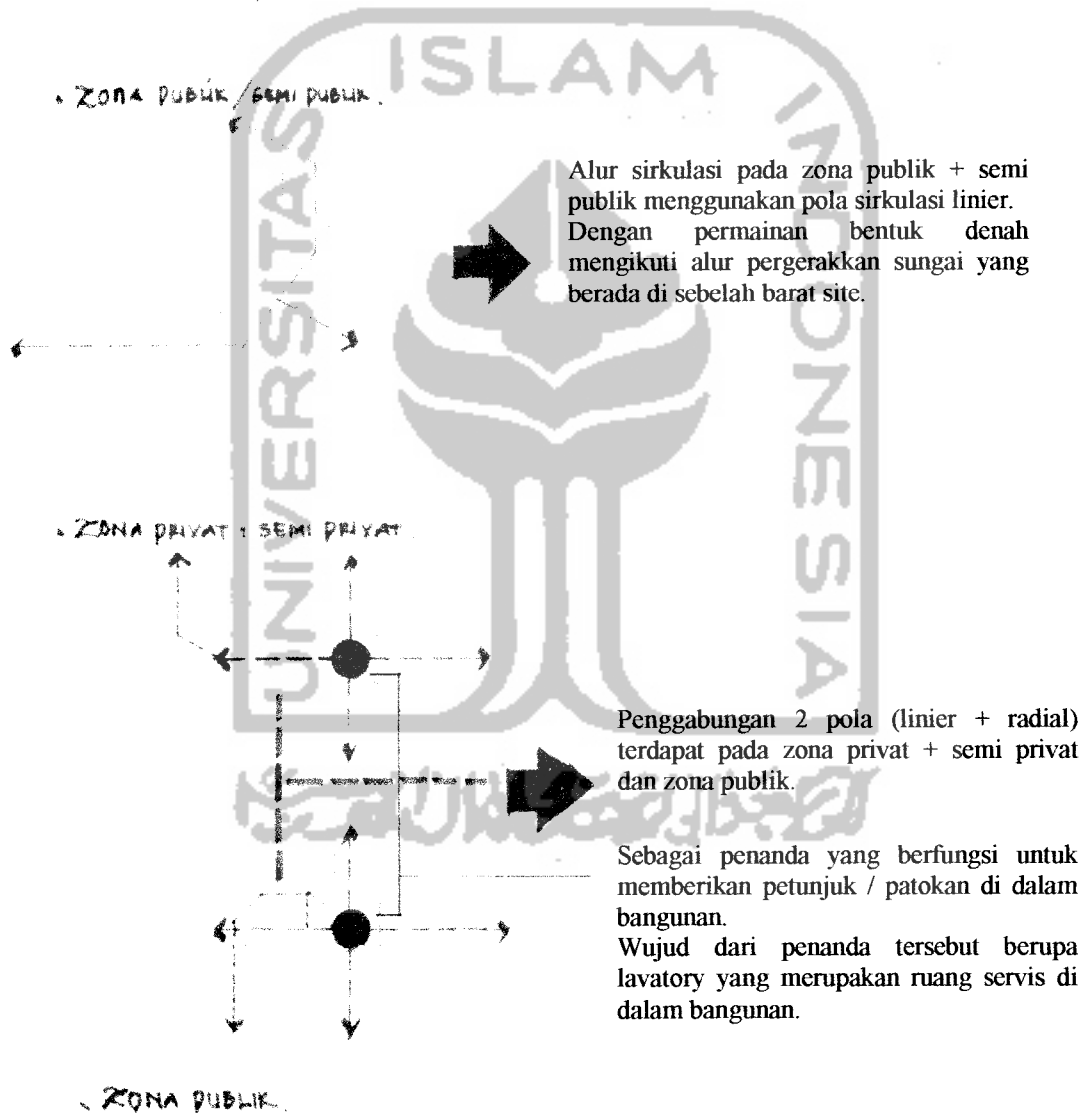 ISLAM
UNIVERSITAS
INDONESIA
. ZONA PUBLIK / SEMI PUBLIK.
Alur sirkulasi pada zona publik + semi
publik menggunakan pola sirkulasi linier.
Dengan permainan bentuk denah
mengikuti alur pergerakkan sungai yang
berada di sebelah barat site.
. ZONA PRIVAT + SEMI PRIVAT.
Penggabungan 2 pola (linier + radial)
terdapat pada zona privat + semi privat
dan zona publik.
Sebagai penanda yang berfungsi untuk
memberikan petunjuk / patokan di dalam
bangunan.
Wujud dari penanda tersebut berupa
lavatory yang merupakan ruang servis di
dalam bangunan.
. ZONA PUBLIK.